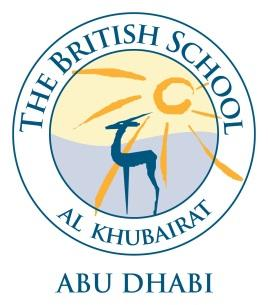 THE BRITISH SCHOOL
AL KHUBAIRAT
ABU DHABI